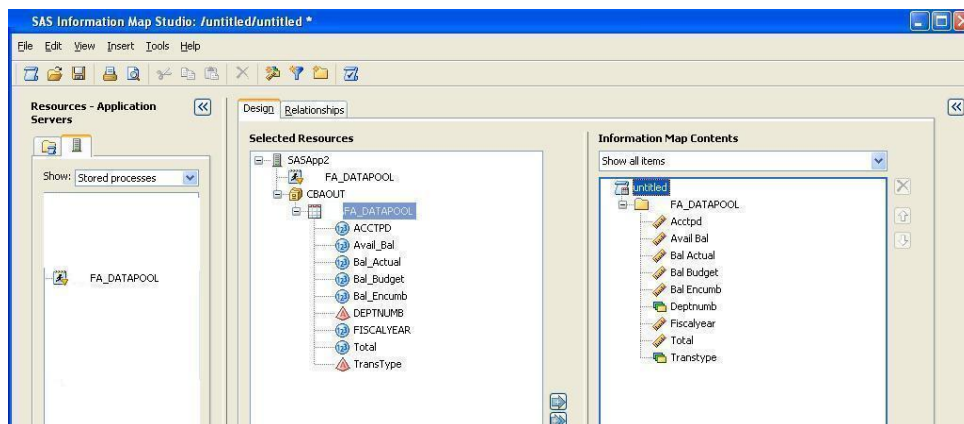 SAS Information Map Studio: /untitled/untitled *
File Edit View Insert Tools Help
Resources - Application
Servers
Show: Stored processes
FA_DATAPOOL
Design Relationships
Selected Resources
SASApp2
FA_DATAPOOL
CBAOUT
FA_DATAPOOL
ACCTPD
Avail_Bal
Bal_Actual
Bal_Budget
Bal_Encumb
DEPTNUMB
FISCALYEAR
Total
TransType
Information Map Contents
Show all items
untitled
FA_DATAPOOL
Acctpd
Avail Bal
Bal Actual
Bal Budget
Bal Encumb
Deptnumb
Fiscalyear
Total
Transtype